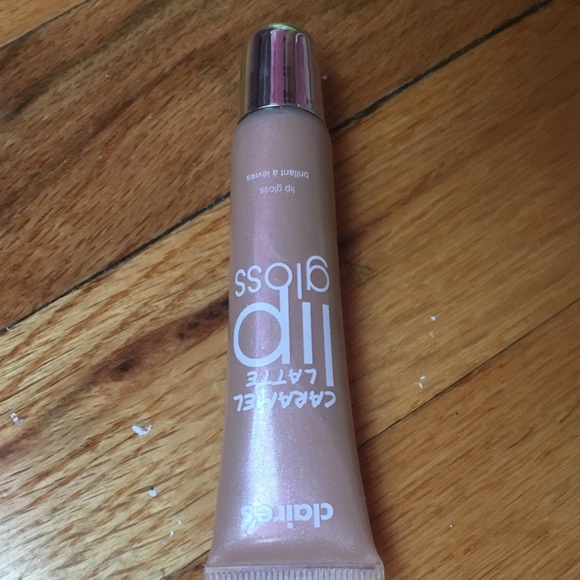 claire's
CARAMEL
LATTE
lip
gloss
lip gloss
brillant à lèvres